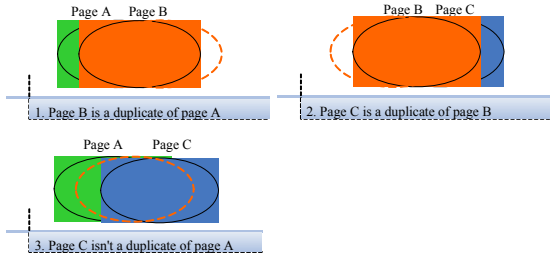 Page A Page B
1. Page B is a duplicate of page A
Page B Page C
2. Page C is a duplicate of page B
Page A Page C
3. Page C isn't a duplicate of page A